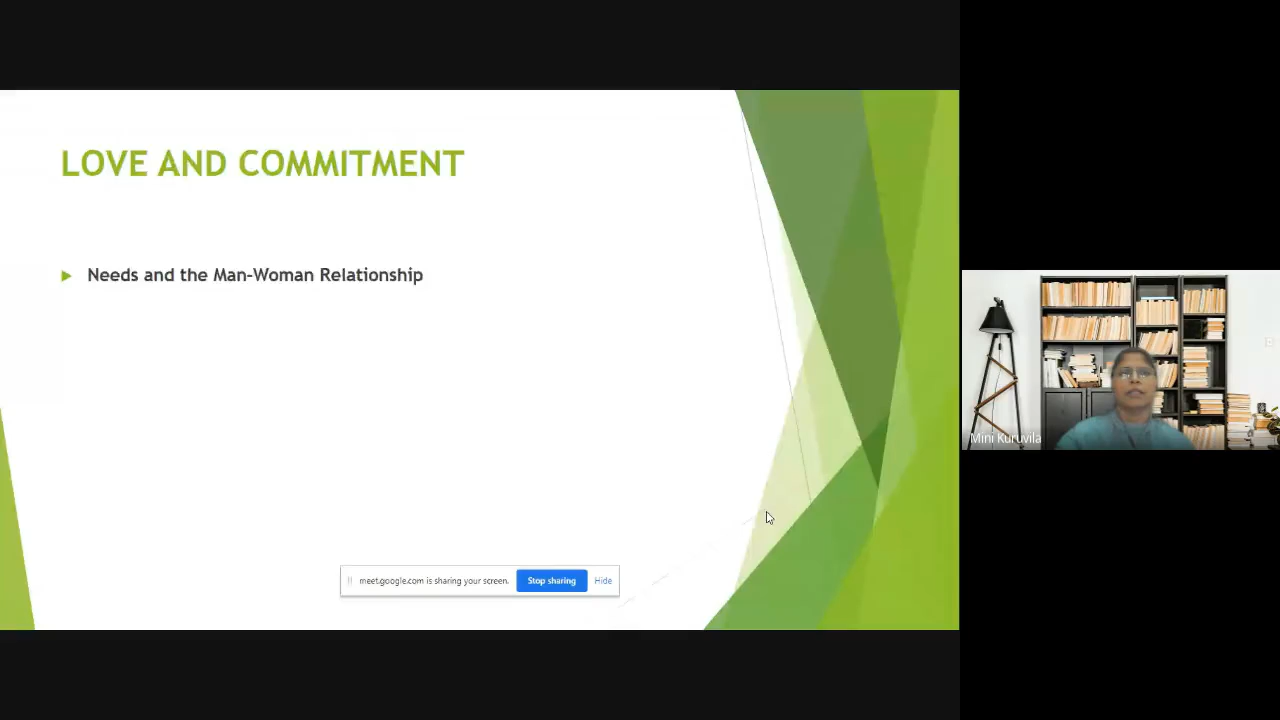 LOVE AND COMMITMENT
Needs and the Man-Woman Relationship
meet.google.com is sharing your screen.
Stop sharing
Hide
Mini Kuruvila